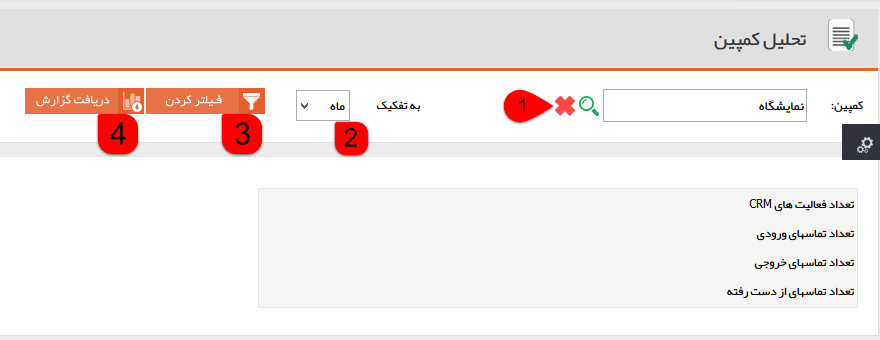 تحلیل کمپین
کمپین: نمایشگاه 1 به تفکیک ماه فیلتر کردن دریافت گزارش
2 3 4
تعداد فعالیت های CRM
تعداد تماسهای ورودی
تعداد تماسهای خروجی
تعداد تماسهای از دست رفته